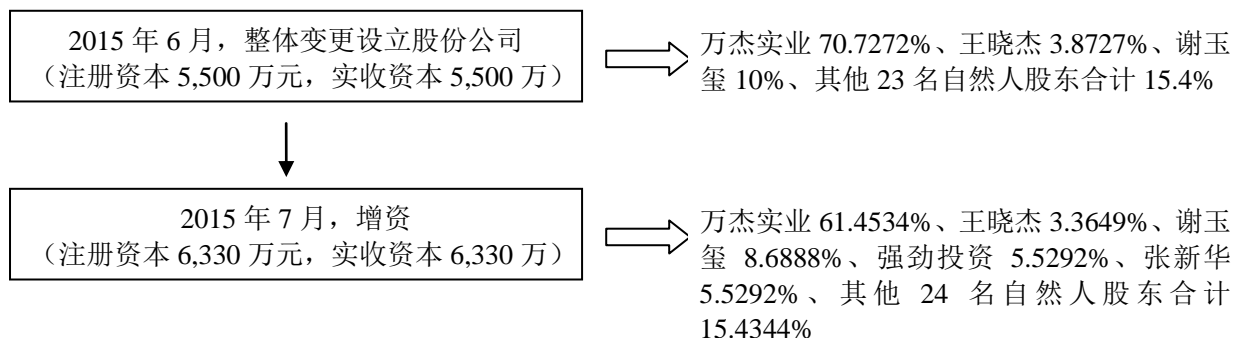 2015 年 6 月，整体变更设立股份公司
（注册资本 5,500 万元，实收资本 5,500 万）
万杰实业 70.7272%、王晓杰 3.8727%、谢玉
玺 10%、其他 23 名自然人股东合计 15.4%
2015 年 7 月，增资
（注册资本 6,330 万元，实收资本 6,330 万）
万杰实业 61.4534%、王晓杰 3.3649%、谢玉
玺 8.6888%、强劲投资 5.5292%、张新华
5.5292%、其他 24 名自然人股东合计
15.4344%